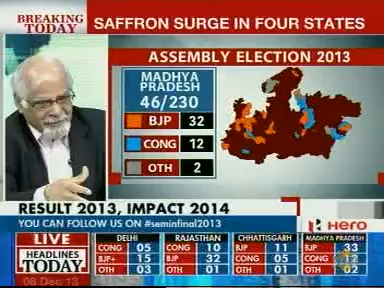 BREAKING TODAY
SAFFRON SURGE IN FOUR STATES
ASSEMBLY ELECTION 2013
MADHYA PRADESH
46/230
BJP 32
CONG 12
OTH 2
RESULT 2013, IMPACT 2014
YOU CAN FOLLOW US ON #semifinal2013
Hero
LIVE
HEADLINES TODAY
08 Dec 13
DELHI
CONG 05
BJP+ 15
OTH 03
RAJASTHAN
CONG 10
BJP 32
OTH 01
CHHATTISGARH
BJP 11
CONG 05
OTH 01
MADHYA PRADESH
BJP 33
CONG 12
OTH 02